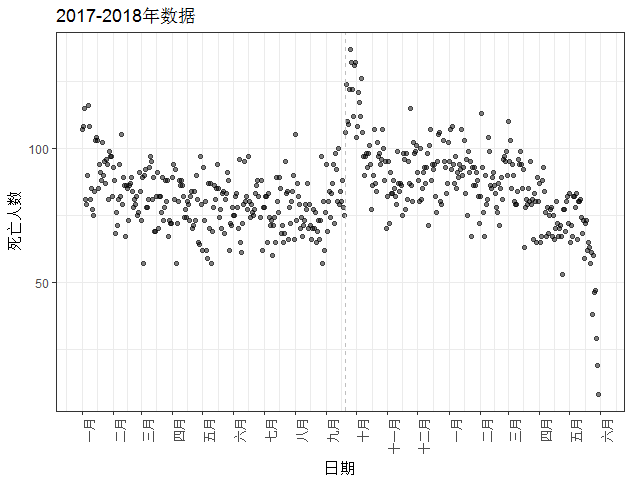 2017-2018年数据
死亡人数
100
50
一月
二月
三月
四月
五月
六月
七月
八月
九月
十月
十一月
十二月
一月
二月
三月
四月
五月
六月
日期